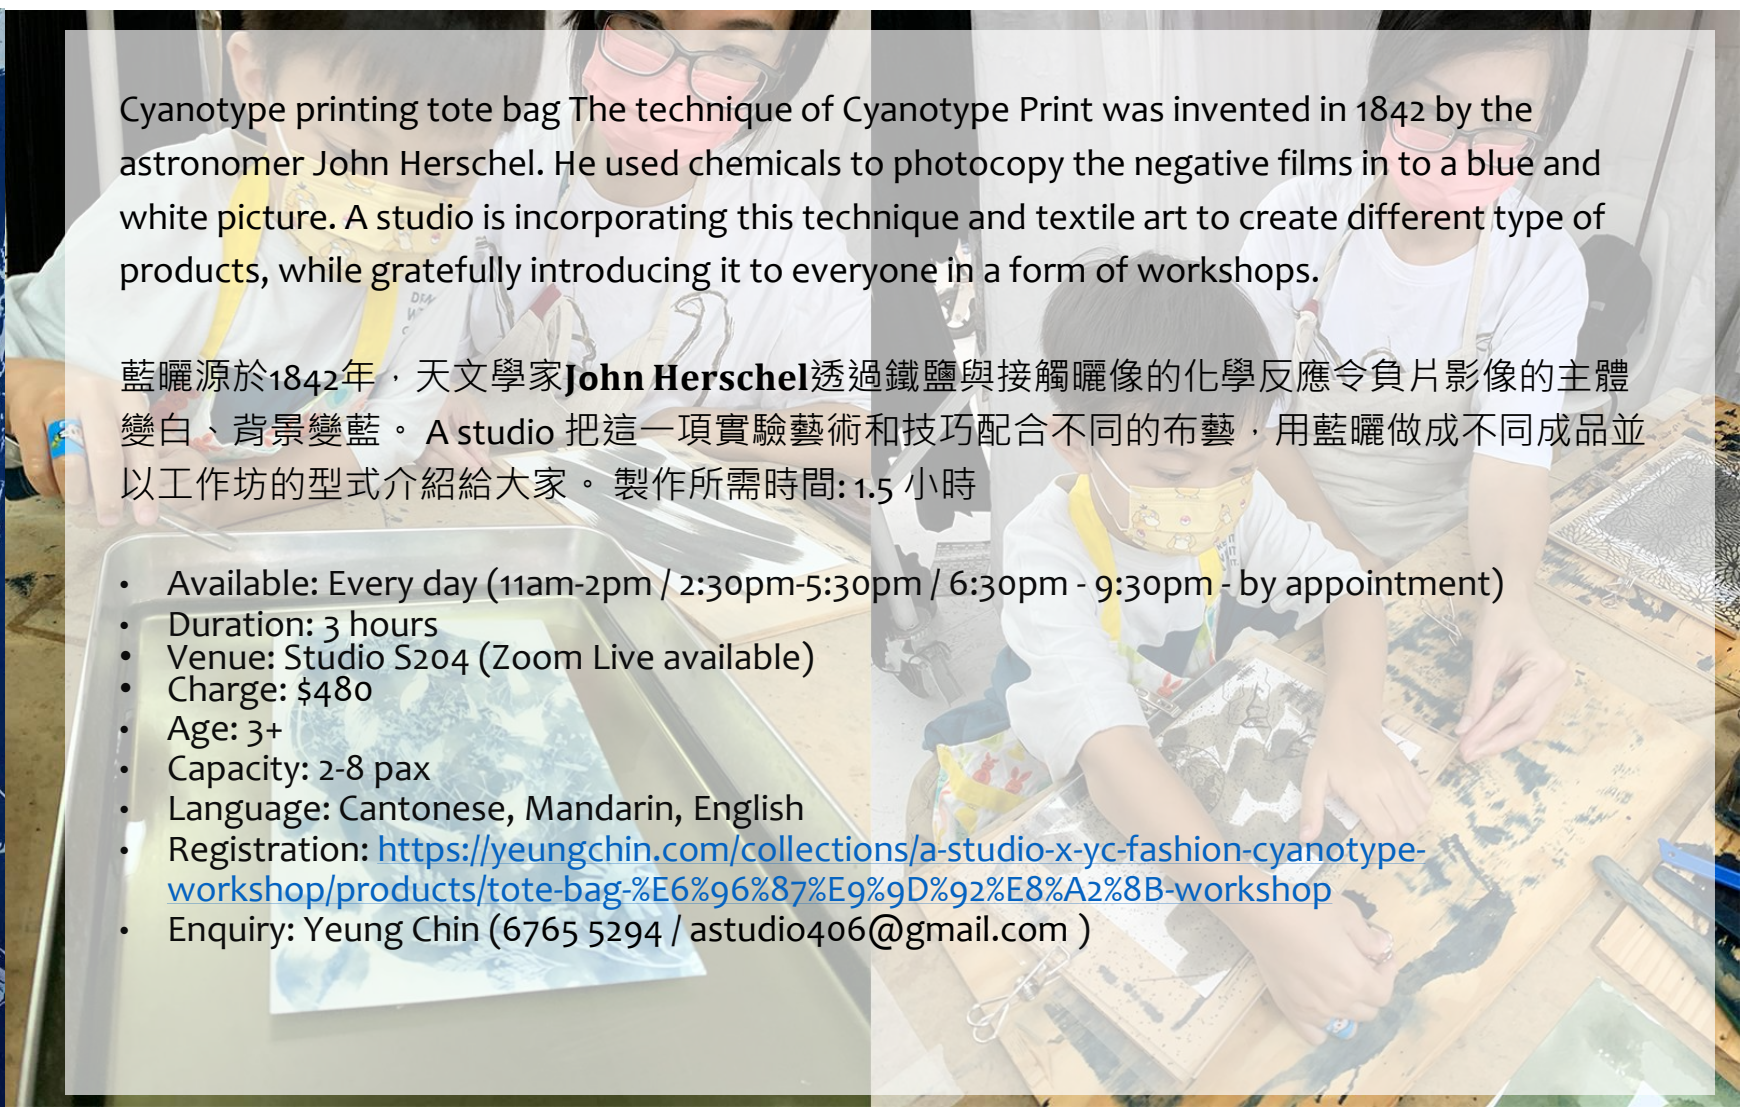 Cyanotype printing tote bag The technique of Cyanotype Print was invented in 1842 by the
astronomer John Herschel. He used chemicals to photocopy the negative films in to a blue and
white picture. A studio is incorporating this technique and textile art to create different type of
products, while gratefully introducing it to everyone in a form of workshops.
藍曬源於1842年，天文學家John Herschel透過鐵鹽與接觸曬像的化學反應令負片影像的主體
變白、背景變藍。 A studio 把這一項實驗藝術和技巧配合不同的布藝，用藍曬做成不同成品並
以工作坊的型式介紹給大家。 製作所需時間: 1.5 小時
• Available: Every day (11am-2pm / 2:30pm-5:30pm / 6:30pm - 9:30pm - by appointment)
• Duration: 3 hours
• Venue: Studio S204 (Zoom Live available)
• Charge: $480
• Age: 3+
• Capacity: 2-8 pax
• Language: Cantonese, Mandarin, English
• Registration: https://yeungchin.com/collections/a-studio-x-yc-fashion-cyanotype-
workshop/products/tote-bag-%E6%96%87%E9%9D%92%E8%A2%8B-workshop
• Enquiry: Yeung Chin (6765 5294 / astudio406@gmail.com )